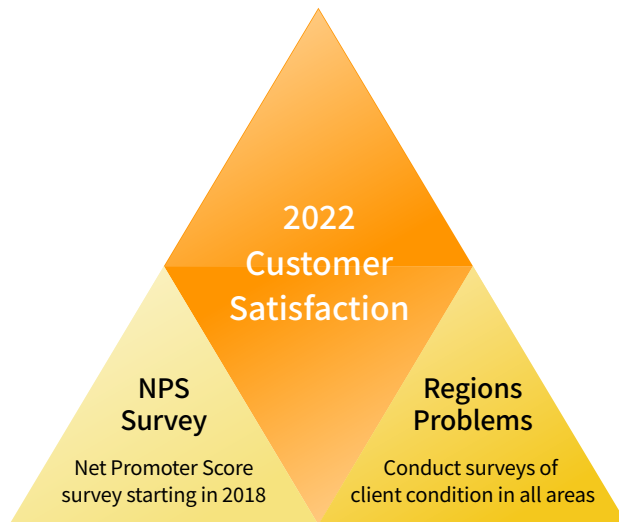 2022
Customer
Satisfaction
NPS
Survey
Net Promoter Score
survey starting in 2018
Regions
Problems
Conduct surveys of
client condition in all areas